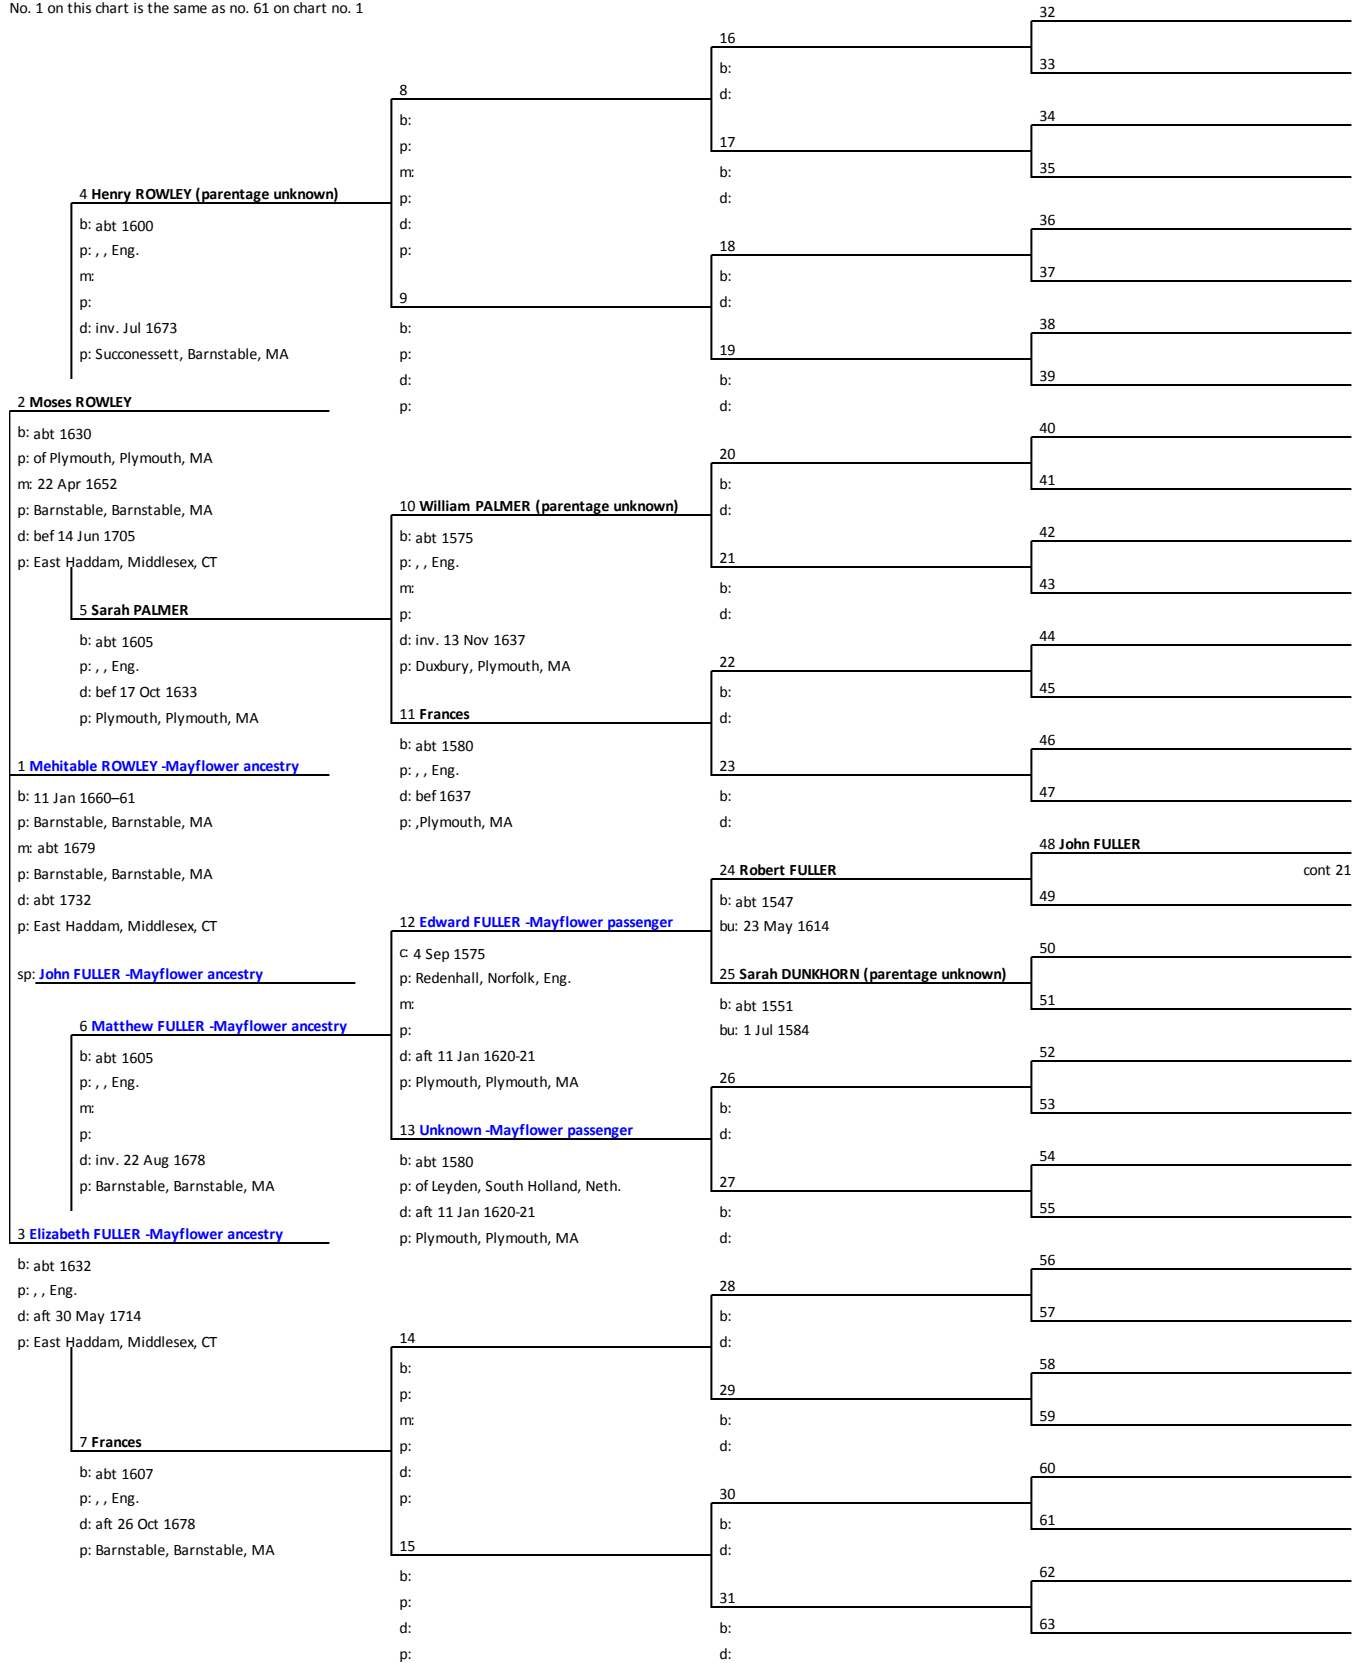 No. 1 on this chart is the same as no. 61 on chart no. 1
4 Henry ROWLEY (parentage unknown)
b: abt 1600
p: , , Eng.
m:
p:
d: inv. Jul 1673
p: Succonessett, Barnstable, MA
2 Moses ROWLEY
b: abt 1630
p: of Plymouth, Plymouth, MA
m: 22 Apr 1652
p: Barnstable, Barnstable, MA
d: bef 14 Jun 1705
p: East Haddam, Middlesex, CT
5 Sarah PALMER
b: abt 1605
p: , , Eng.
d: bef 17 Oct 1633
p: Plymouth, Plymouth, MA
1 Mehitable ROWLEY -Mayflower ancestry
b: 11 Jan 1660–61
p: Barnstable, Barnstable, MA
m: abt 1679
p: Barnstable, Barnstable, MA
d: abt 1732
p: East Haddam, Middlesex, CT
sp: John FULLER -Mayflower ancestry
6 Matthew FULLER -Mayflower ancestry
b: abt 1605
p: , , Eng.
m:
p:
d: inv. 22 Aug 1678
p: Barnstable, Barnstable, MA
3 Elizabeth FULLER -Mayflower ancestry
b: abt 1632
p: , , Eng.
d: aft 30 May 1714
p: East Haddam, Middlesex, CT
7 Frances
b: abt 1607
p: , , Eng.
d: aft 26 Oct 1678
p: Barnstable, Barnstable, MA
8
b:
p:
m:
p:
d:
p:
9
b:
p:
d:
p:
10 William PALMER (parentage unknown)
b: abt 1575
p: , , Eng.
m:
p:
d: inv. 13 Nov 1637
p: Duxbury, Plymouth, MA
11 Frances
b: abt 1580
p: , , Eng.
d: bef 1637
p: ,Plymouth, MA
12 Edward FULLER -Mayflower passenger
c: 4 Sep 1575
p: Redenhall, Norfolk, Eng.
m:
p:
d: aft 11 Jan 1620-21
p: Plymouth, Plymouth, MA
13 Unknown -Mayflower passenger
b: abt 1580
p: of Leyden, South Holland, Neth.
d: aft 11 Jan 1620-21
p: Plymouth, Plymouth, MA
14
b:
p:
m:
p:
d:
p:
15
b:
p:
d:
p:
16
b:
d:
17
b:
d:
18
b:
d:
19
b:
d:
20
b:
d:
21
b:
d:
22
b:
d:
23
b:
d:
24 Robert FULLER
b: abt 1547
bu: 23 May 1614
25 Sarah DUNKHORN (parentage unknown)
b: abt 1551
bu: 1 Jul 1584
26
b:
d:
27
b:
d:
28
b:
d:
29
b:
d:
30
b:
d:
31
b:
d:
32
33
34
35
36
37
38
39
40
41
42
43
44
45
46
47
48 John FULLER
cont 21
49
50
51
52
53
54
55
56
57
58
59
60
61
62
63